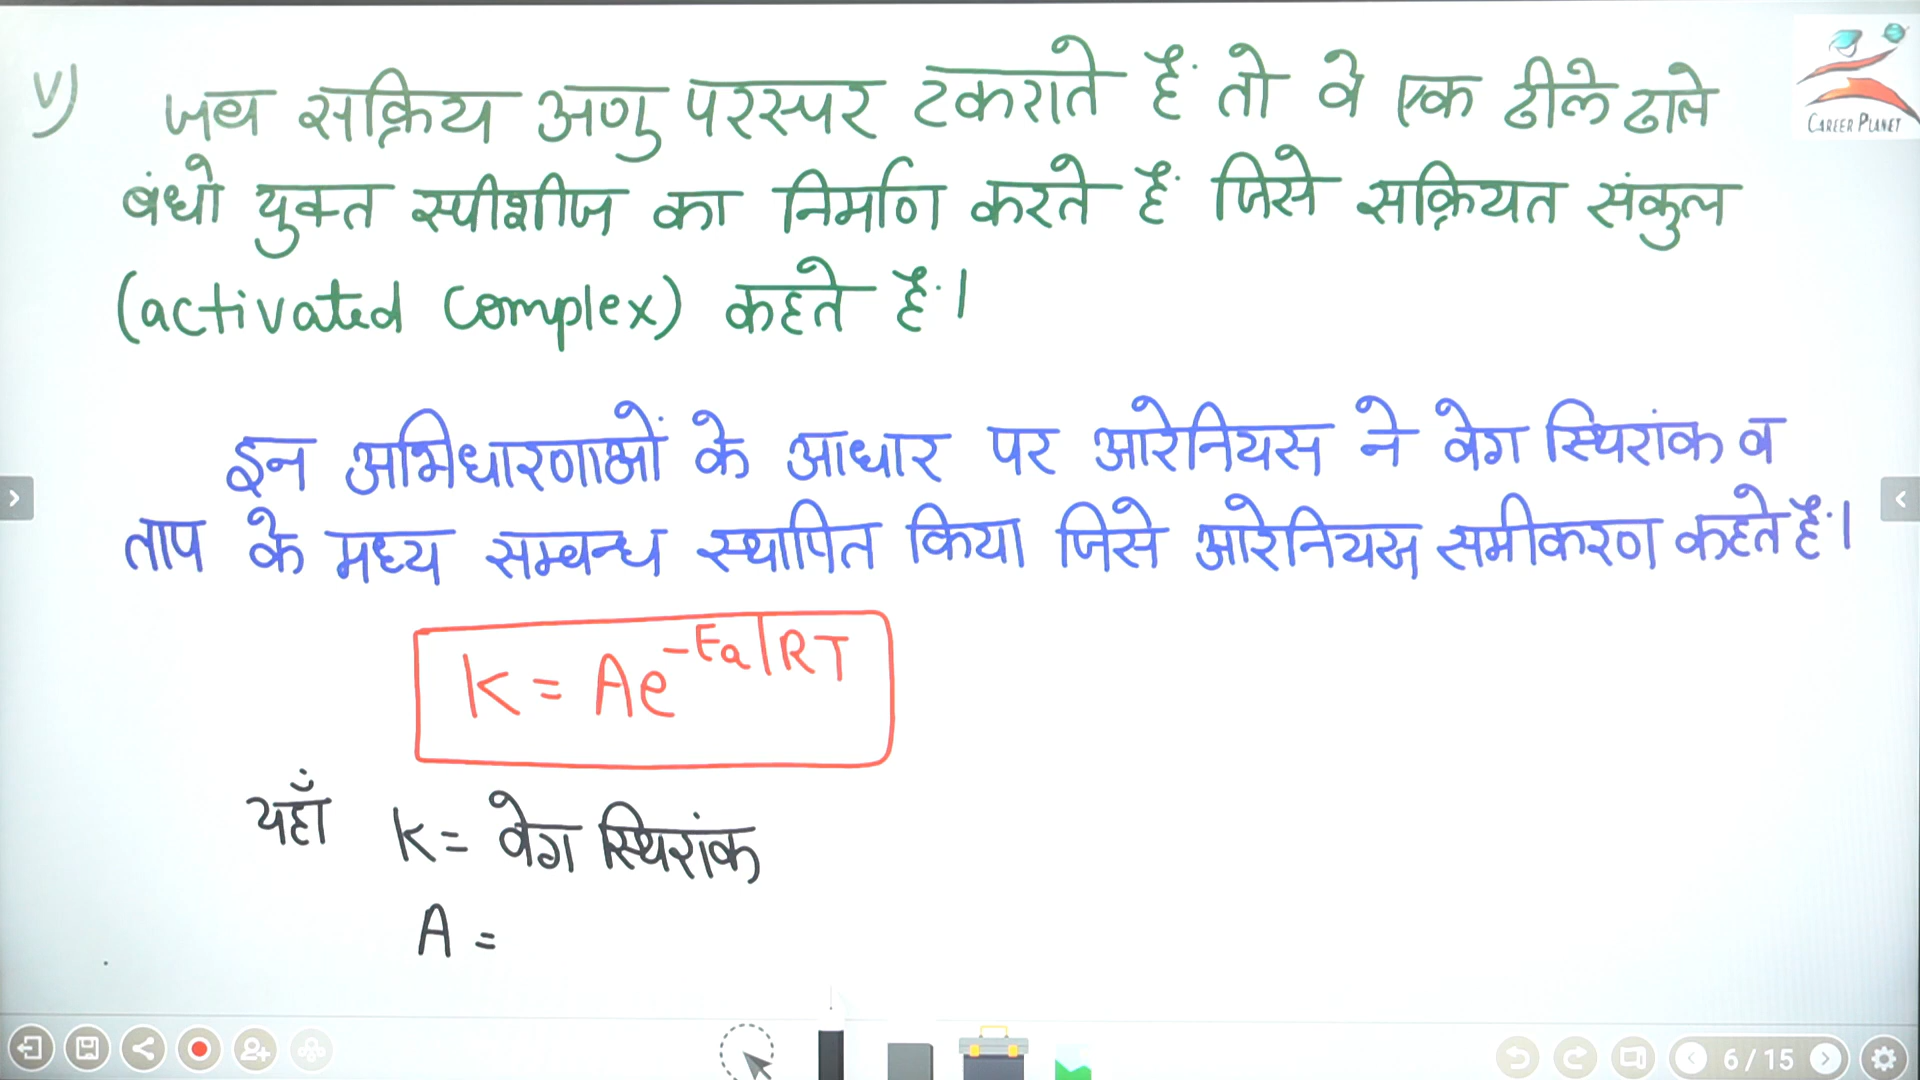 v) जब सक्रिय अणु परस्पर टकराते हैं तो वे एक ढीले ढाले
CAREER PLANET
बंधो युक्त स्पीशीज का निर्माण करते हैं जिसे सक्रियत संकुल
(activated complex) कहते हैं।
इन अभिधारणाओं के आधार पर आरेनियस ने वेग स्थिरांक व
ताप के मध्य सम्बन्ध स्थापित किया जिसे आरेनियस समीकरण कहते हैं।
K = Ae^-Ea/RT
यहाँ K = वेग स्थिरांक
A =
6 / 15